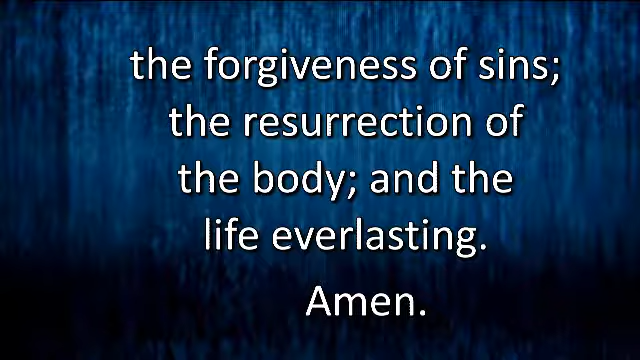 the forgiveness of sins;
the resurrection of
the body; and the
life everlasting.
Amen.